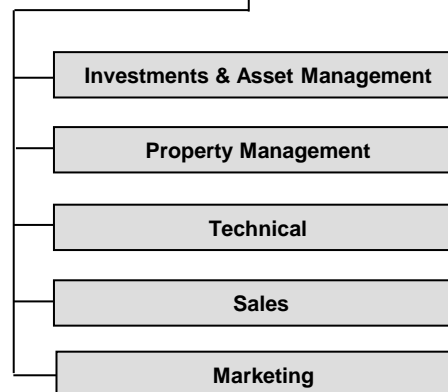 Investments & Asset Management
Property Management
Technical
Sales
Marketing